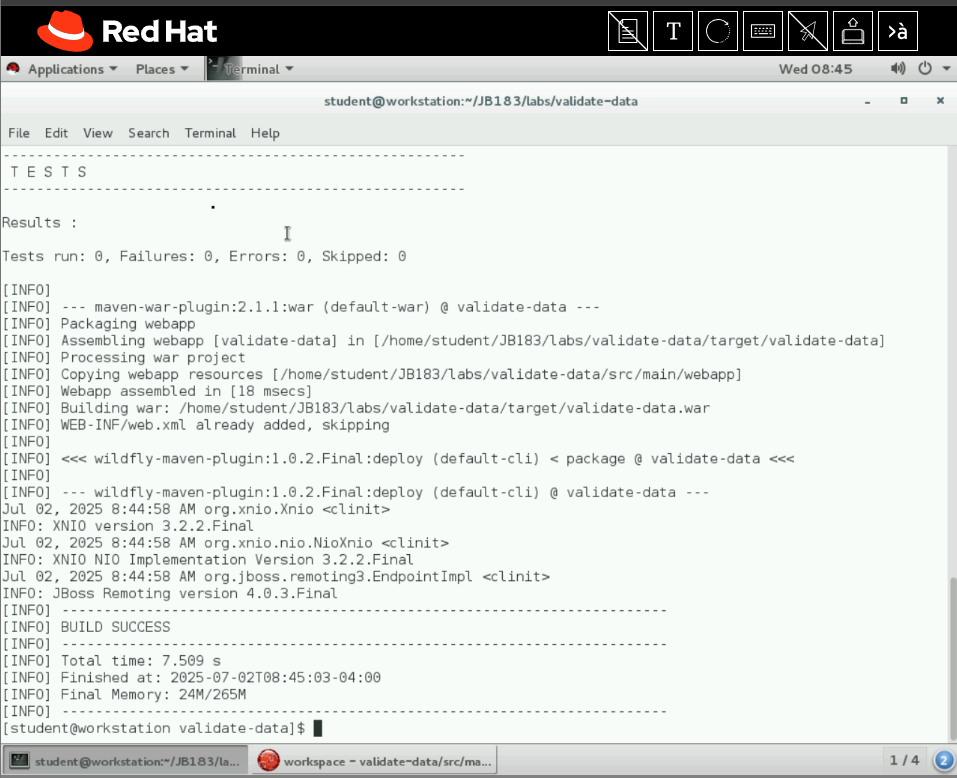 Red Hat
T
>à
Applications Places Terminal Wed 08:45
student@workstation:~/JB183/labs/validate-data
File Edit View Search Terminal Help
-------------------------------------------------------
T E S T S
-------------------------------------------------------
Results :
Tests run: 0, Failures: 0, Errors: 0, Skipped: 0
[INFO]
[INFO] --- maven-war-plugin:2.1.1:war (default-war) @ validate-data ---
[INFO] Packaging webapp
[INFO] Assembling webapp [validate-data] in [/home/student/JB183/labs/validate-data/target/validate-data]
[INFO] Processing war project
[INFO] Copying webapp resources [/home/student/JB183/labs/validate-data/src/main/webapp]
[INFO] Webapp assembled in [18 msecs]
[INFO] Building war: /home/student/JB183/labs/validate-data/target/validate-data.war
[INFO] WEB-INF/web.xml already added, skipping
[INFO]
[INFO] <<< wildfly-maven-plugin:1.0.2.Final:deploy (default-cli) < package @ validate-data <<<
[INFO]
[INFO] --- wildfly-maven-plugin:1.0.2.Final:deploy (default-cli) @ validate-data ---
Jul 02, 2025 8:44:58 AM org.xnio.Xnio <clinit>
INFO: XNIO version 3.2.2.Final
Jul 02, 2025 8:44:58 AM org.xnio.nio.NioXnio <clinit>
INFO: XNIO NIO Implementation Version 3.2.2.Final
Jul 02, 2025 8:44:58 AM org.jboss.remoting3.EndpointImpl <clinit>
INFO: JBoss Remoting version 4.0.3.Final
[INFO] ------------------------------------------------------------------------
[INFO] BUILD SUCCESS
[INFO] ------------------------------------------------------------------------
[INFO] Total time: 7.509 s
[INFO] Finished at: 2025-07-02T08:45:03-04:00
[INFO] Final Memory: 24M/265M
[INFO] ------------------------------------------------------------------------
[student@workstation validate-data]$
student@workstation:~/JB183/la... workspace - validate-data/src/ma... 1 / 4 2